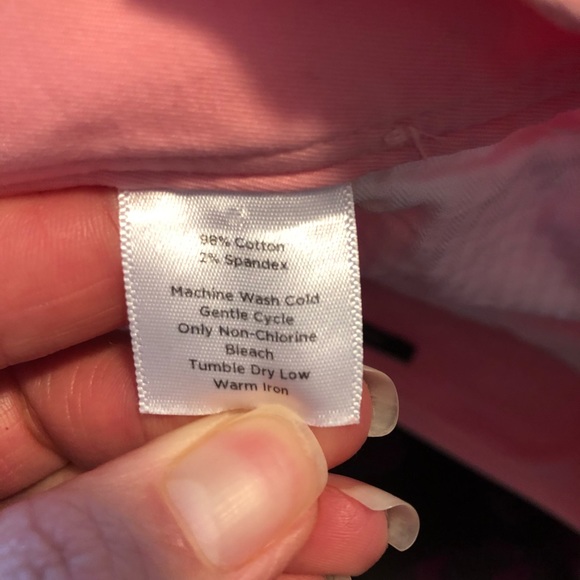 98% Cotton
2% Spandex
Machine Wash Cold
Gentle Cycle
Only Non-Chlorine
Bleach
Tumble Dry Low
Warm Iron